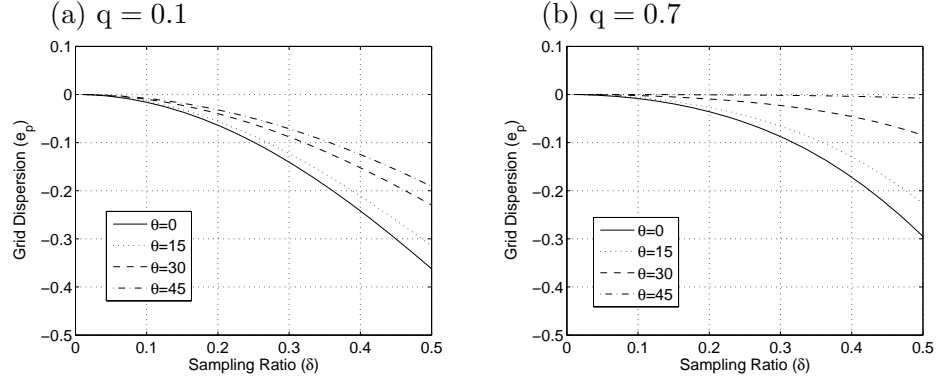 (a) q = 0.1
0.1
0
−0.1
−0.2
−0.3
−0.4
−0.5
Grid Dispersion (eₚ)
θ=0
θ=15
θ=30
θ=45
0 0.1 0.2 0.3 0.4 0.5
Sampling Ratio (δ)
(b) q = 0.7
0.1
0
−0.1
−0.2
−0.3
−0.4
−0.5
Grid Dispersion (eₚ)
θ=0
θ=15
θ=30
θ=45
0 0.1 0.2 0.3 0.4 0.5
Sampling Ratio (δ)